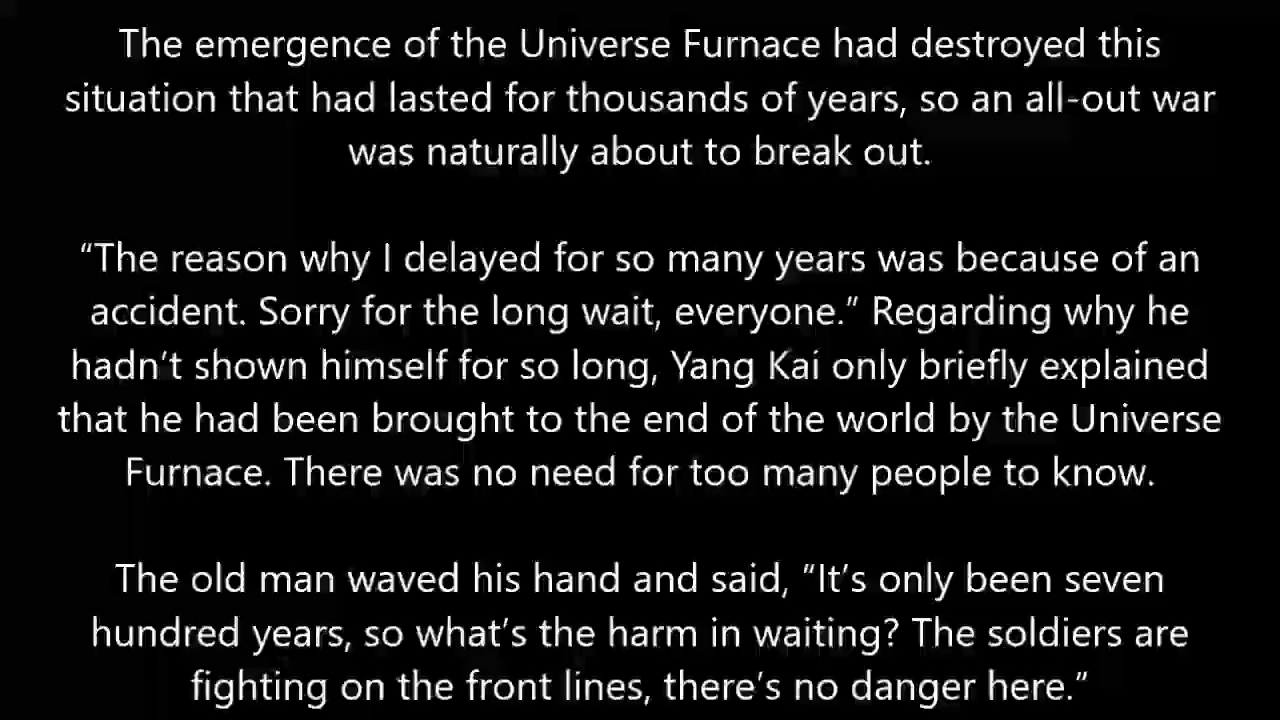 The emergence of the Universe Furnace had destroyed this
situation that had lasted for thousands of years, so an all-out war
was naturally about to break out.
“The reason why I delayed for so many years was because of an
accident. Sorry for the long wait, everyone.” Regarding why he
hadn’t shown himself for so long, Yang Kai only briefly explained
that he had been brought to the end of the world by the Universe
Furnace. There was no need for too many people to know.
The old man waved his hand and said, “It’s only been seven
hundred years, so what’s the harm in waiting? The soldiers are
fighting on the front lines, there’s no danger here.”